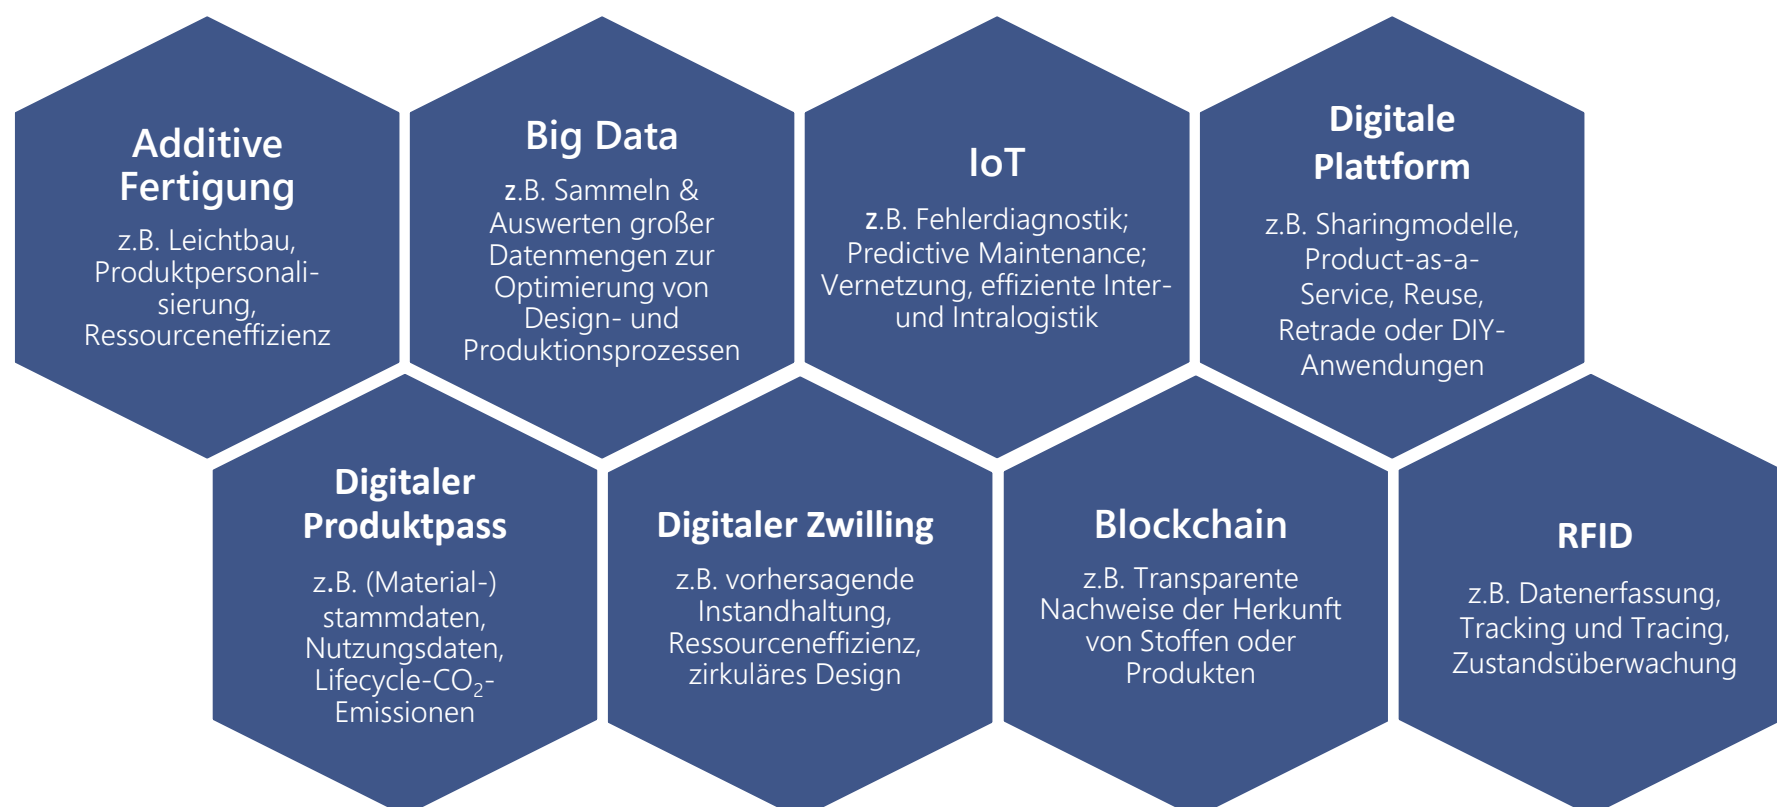 Additive
Fertigung
z.B. Leichtbau,
Produktpersonali-
sierung,
Ressourceneffizienz
Big Data
z.B. Sammeln &
Auswerten großer
Datenmengen zur
Optimierung von
Design- und
Produktionsprozessen
IoT
z.B. Fehlerdiagnostik;
Predictive Maintenance;
Vernetzung, effiziente Inter-
und Intralogistik
Digitale
Plattform
z.B. Sharingmodelle,
Product-as-a-
Service, Reuse,
Retrade oder DIY-
Anwendungen
Digitaler
Produktpass
z.B. (Material-)
stammdaten,
Nutzungsdaten,
Lifecycle-CO₂-
Emissionen
Digitaler Zwilling
z.B. vorhersagende
Instandhaltung,
Ressourceneffizienz,
zirkuläres Design
Blockchain
z.B. Transparente
Nachweise der Herkunft
von Stoffen oder
Produkten
RFID
z.B. Datenerfassung,
Tracking und Tracing,
Zustandsüberwachung